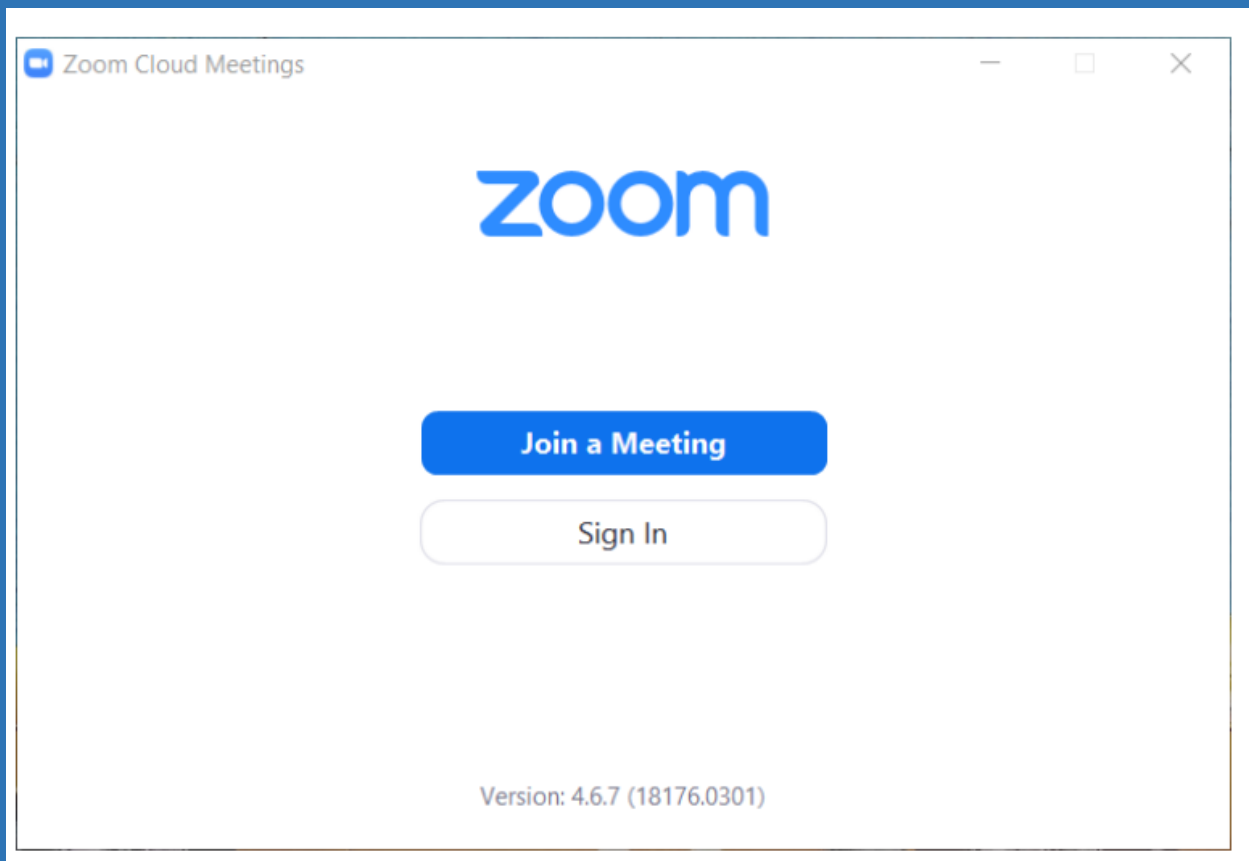 Zoom Cloud Meetings
zoom
Join a Meeting
Sign In
Version: 4.6.7 (18176.0301)